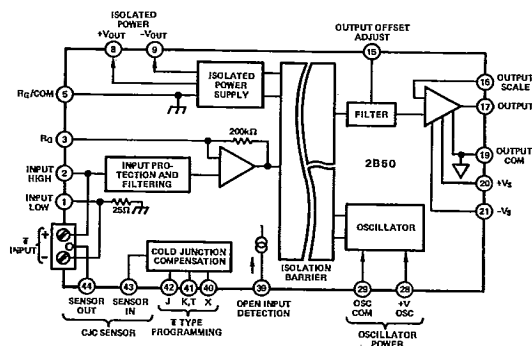 ISOLATED
POWER
+VOUT
−VOUT
8
9
OUTPUT OFFSET
ADJUST
15
RG/COM
5
ISOLATED
POWER
SUPPLY
16
OUTPUT
SCALE
17
OUTPUT
FILTER
RG
3
200kΩ
INPUT
HIGH
2
INPUT PRO-
TECTION AND
FILTERING
2B50
19
OUTPUT
COM
20
+VS
INPUT
LOW
1
25Ω
21
−VS
INPUT
+
−
COLD JUNCTION
COMPENSATION
OSCILLATOR
ISOLATION
BARRIER
J
K,T
X
44
43
42
41
40
39
29
28
SENSOR
OUT
SENSOR
IN
TYPE
PROGRAMMING
OPEN INPUT
DETECTION
OSC
COM
+V
OSC
CJC SENSOR
OSCILLATOR
POWER